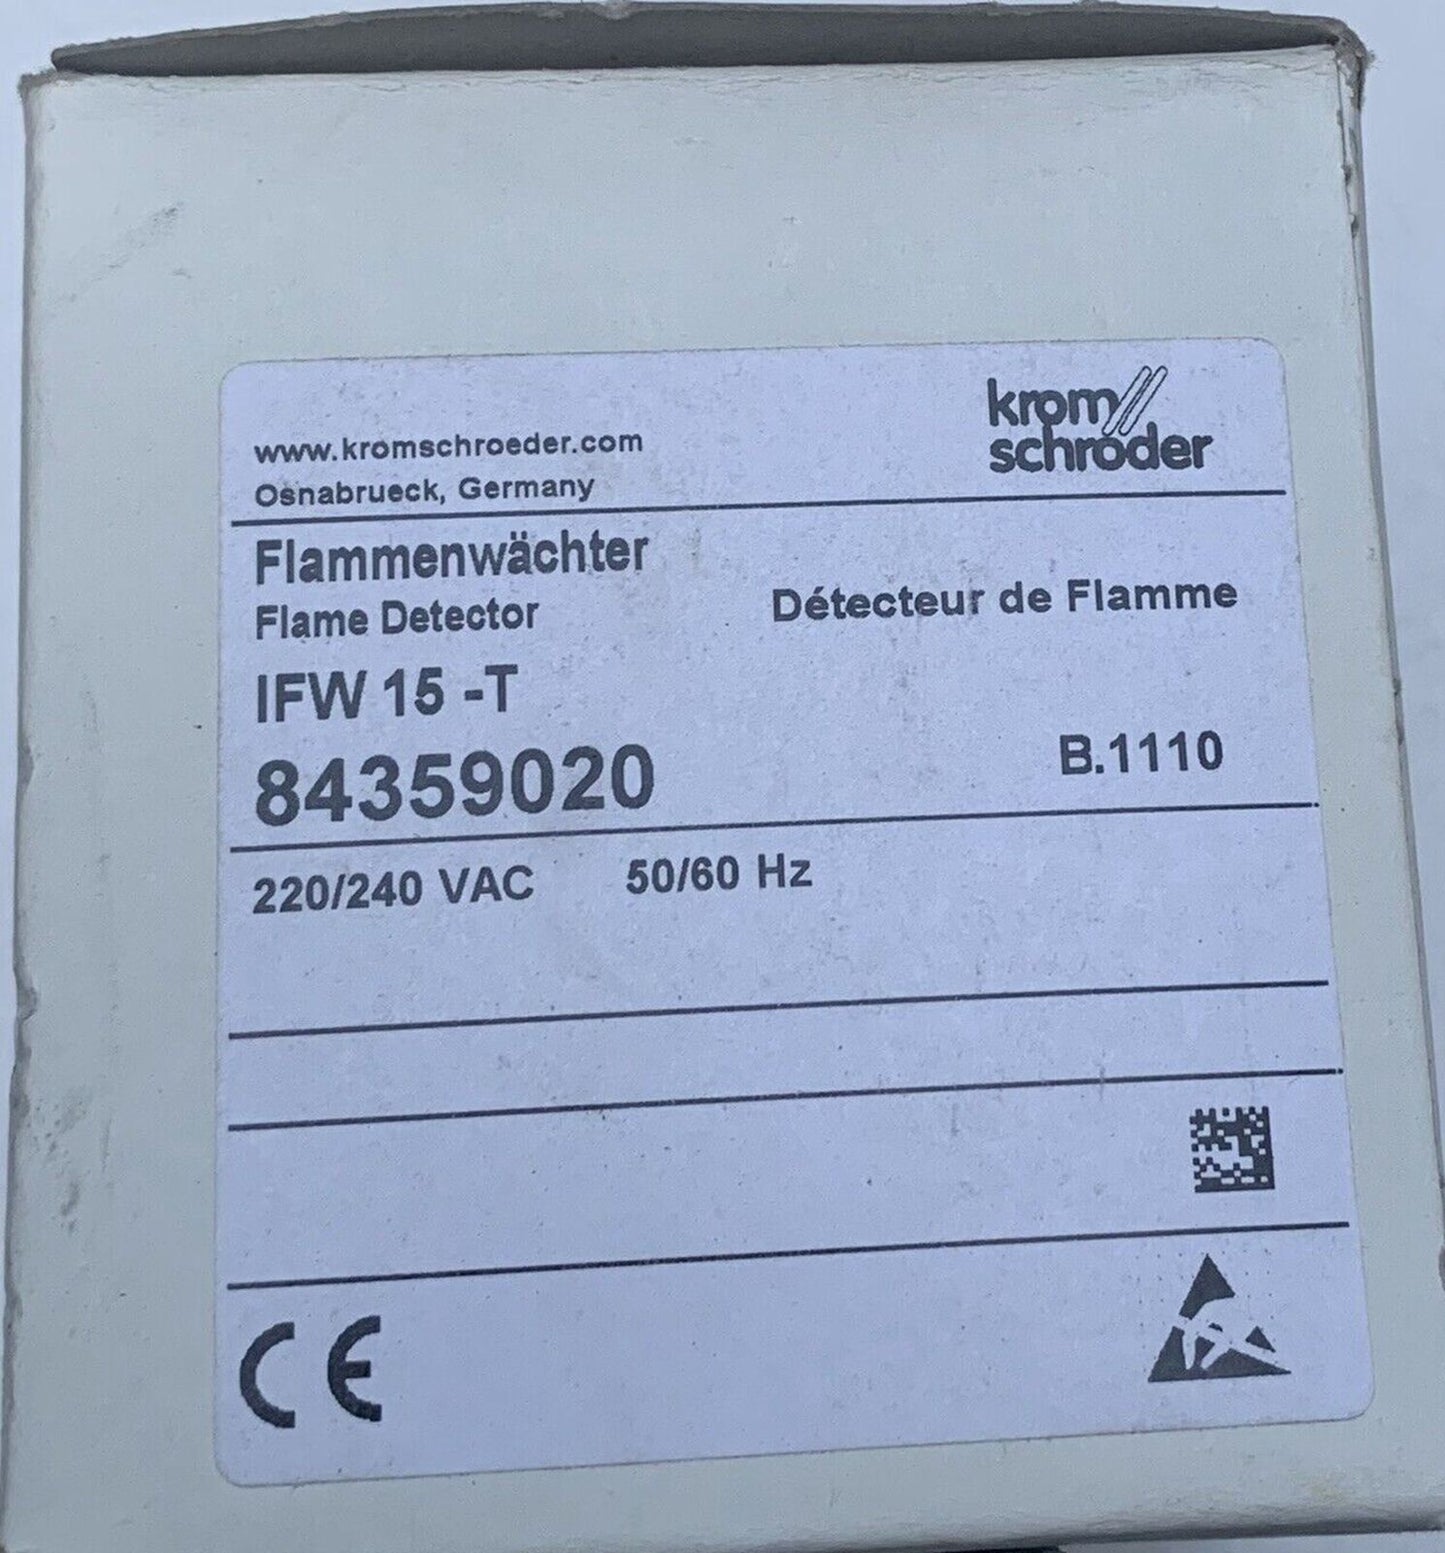 www.kromschroeder.com
Osnabrueck, Germany
krom
schröder
Flammenwächter
Flame Detector
Détecteur de Flamme
IFW 15 -T
84359020
B.1110
220/240 VAC 50/60 Hz
CE